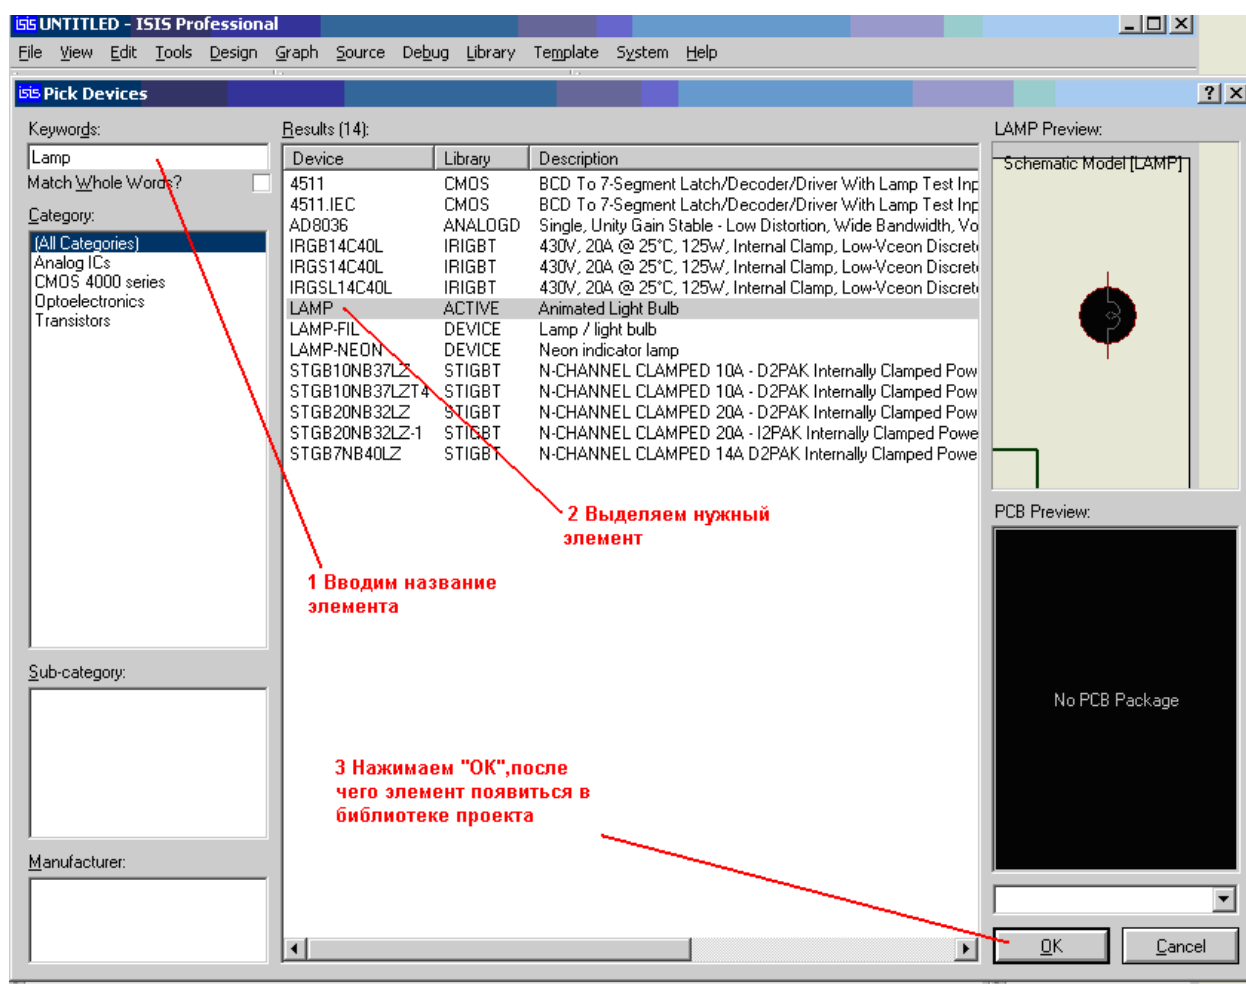 isis UNTITLED - ISIS Professional
File View Edit Tools Design Graph Source Debug Library Template System Help
isis Pick Devices
Keywords:
Lamp
Match Whole Words?
Category:
(All Categories)
Analog ICs
CMOS 4000 series
Optoelectronics
Transistors
Sub-category:
Manufacturer:
Results (14):
Device Library Description
4511 CMOS BCD To 7-Segment Latch/Decoder/Driver With Lamp Test Inp
4511.IEC CMOS BCD To 7-Segment Latch/Decoder/Driver With Lamp Test Inp
AD8036 ANALOGD Single, Unity Gain Stable - Low Distortion, Wide Bandwidth, Vo
IRGB14C40L IRIGBT 430V, 20A @ 25°C, 125W, Internal Clamp, Low-Vceon Discret
IRGS14C40L IRIGBT 430V, 20A @ 25°C, 125W, Internal Clamp, Low-Vceon Discret
IRGSL14C40L IRIGBT 430V, 20A @ 25°C, 125W, Internal Clamp, Low-Vceon Discret
LAMP ACTIVE Animated Light Bulb
LAMP-FIL DEVICE Lamp / light bulb
LAMP-NEON DEVICE Neon indicator lamp
STGB10NB37LZ STIGBT N-CHANNEL CLAMPED 10A - D2PAK Internally Clamped Pow
STGB10NB37LZT4 STIGBT N-CHANNEL CLAMPED 10A - D2PAK Internally Clamped Pow
STGB20NB32LZ STIGBT N-CHANNEL CLAMPED 20A - D2PAK Internally Clamped Pow
STGB20NB32LZ-1 STIGBT N-CHANNEL CLAMPED 20A - I2PAK Internally Clamped Powe
STGB7NB40LZ STIGBT N-CHANNEL CLAMPED 14A D2PAK Internally Clamped Powe
2 Выделяем нужный
элемент
1 Вводим название
элемента
3 Нажимаем "OK",после
чего элемент появиться в
библиотеке проекта
LAMP Preview:
Schematic Model [LAMP]
PCB Preview:
No PCB Package
OK Cancel